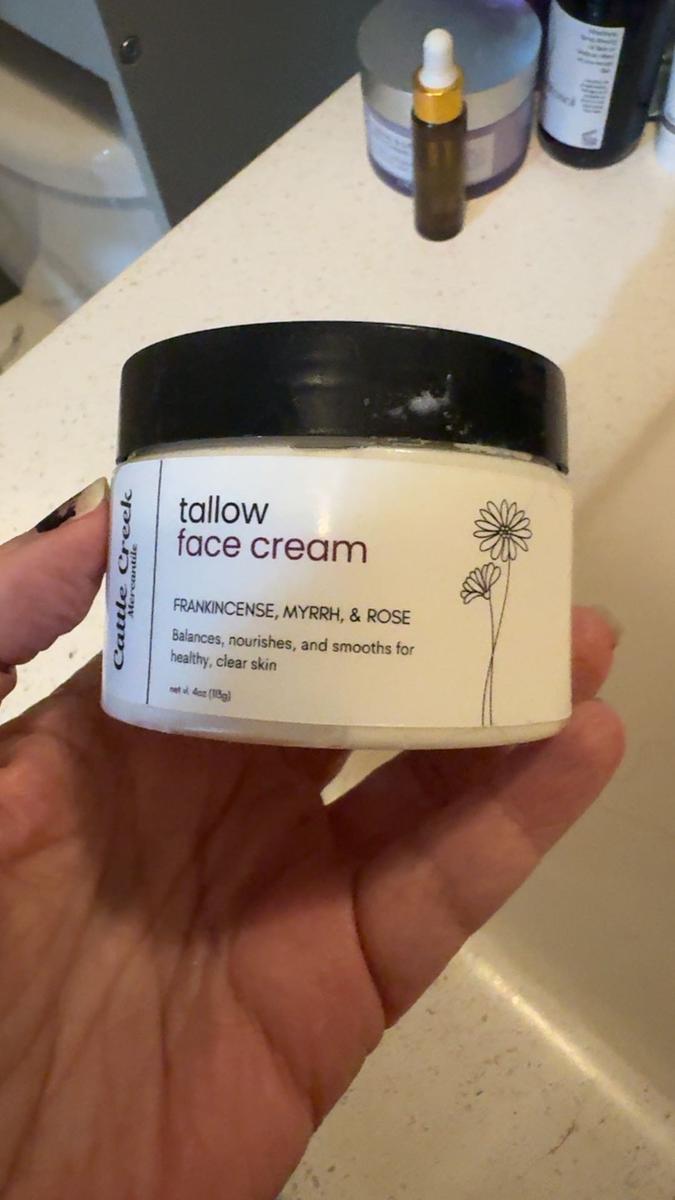 Cattle Creek
Mercantile
tallow
face cream
FRANKINCENSE, MYRRH, & ROSE
Balances, nourishes, and smooths for
healthy, clear skin
net wt. 4oz (113g)